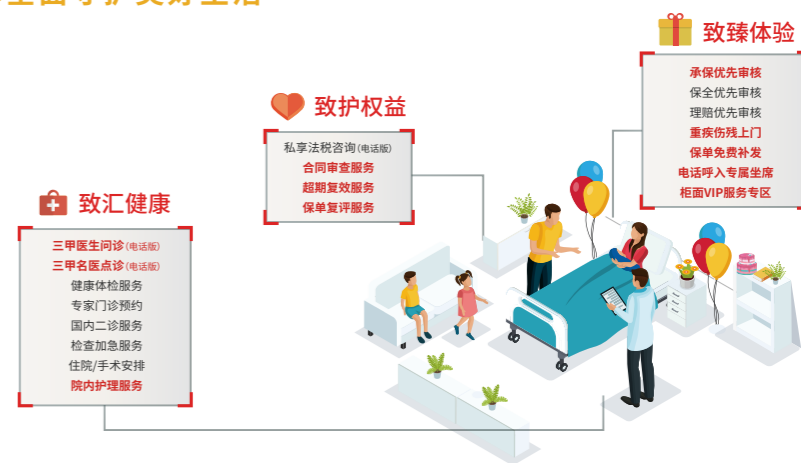 致汇健康
三甲医生问诊(电话版)
三甲名医点诊(电话版)
健康体检服务
专家门诊预约
国内二诊服务
检查加急服务
住院/手术安排
院内护理服务
致护权益
私享法税咨询(电话版)
合同审查服务
超期复效服务
保单复评服务
致臻体验
承保优先审核
保全优先审核
理赔优先审核
重疾伤残上门
保单免费补发
电话呼入专属坐席
柜面VIP服务专区